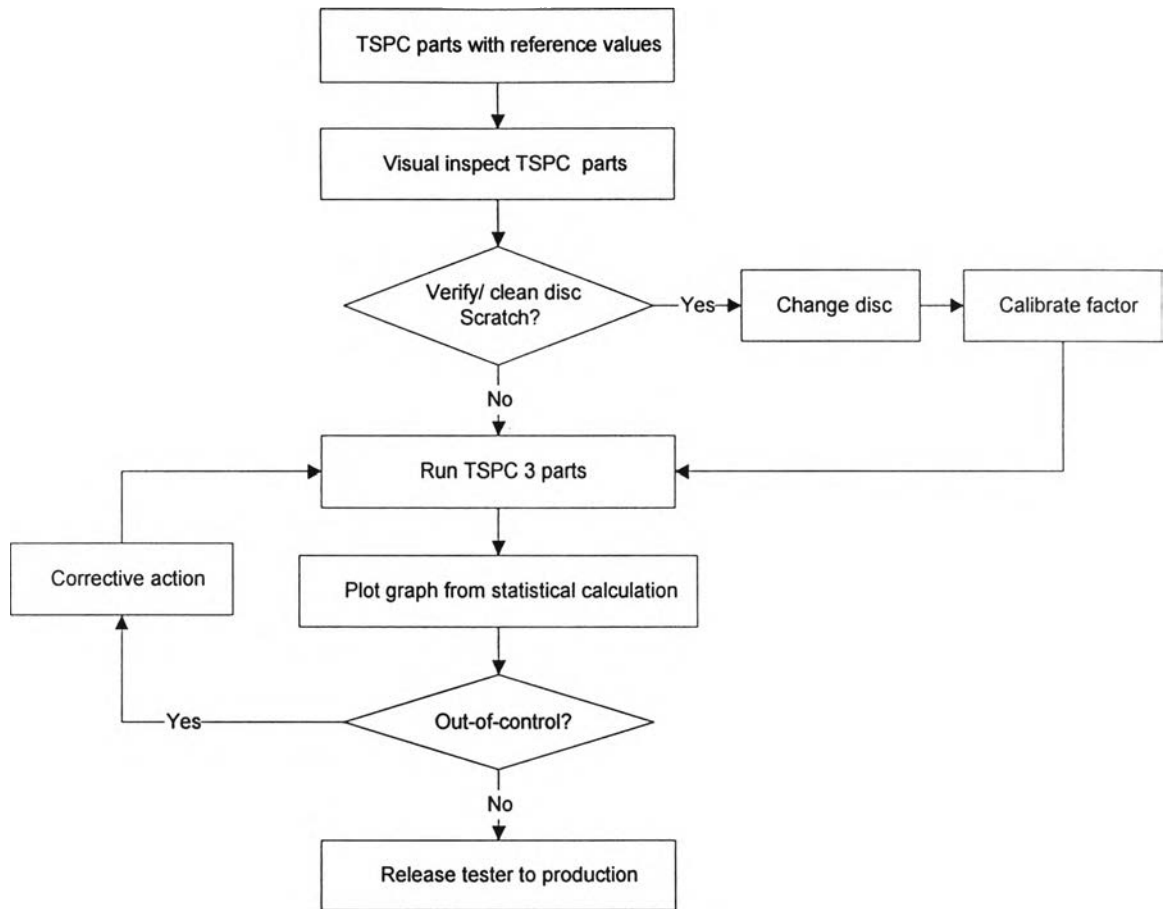 TSPC parts with reference values
Visual inspect TSPC parts
Verify/ clean disc
Scratch?
Yes
Change disc
Calibrate factor
No
Run TSPC 3 parts
Corrective action
Plot graph from statistical calculation
Out-of-control?
Yes
No
Release tester to production